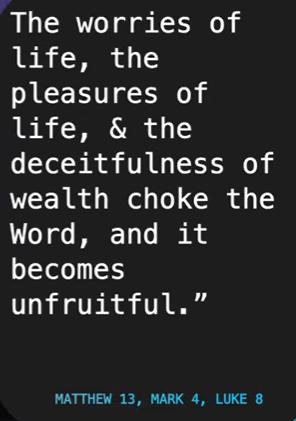 The worries of
life, the
pleasures of
life, & the
deceitfulness of
wealth choke the
Word, and it
becomes
unfruitful.”
MATTHEW 13, MARK 4, LUKE 8